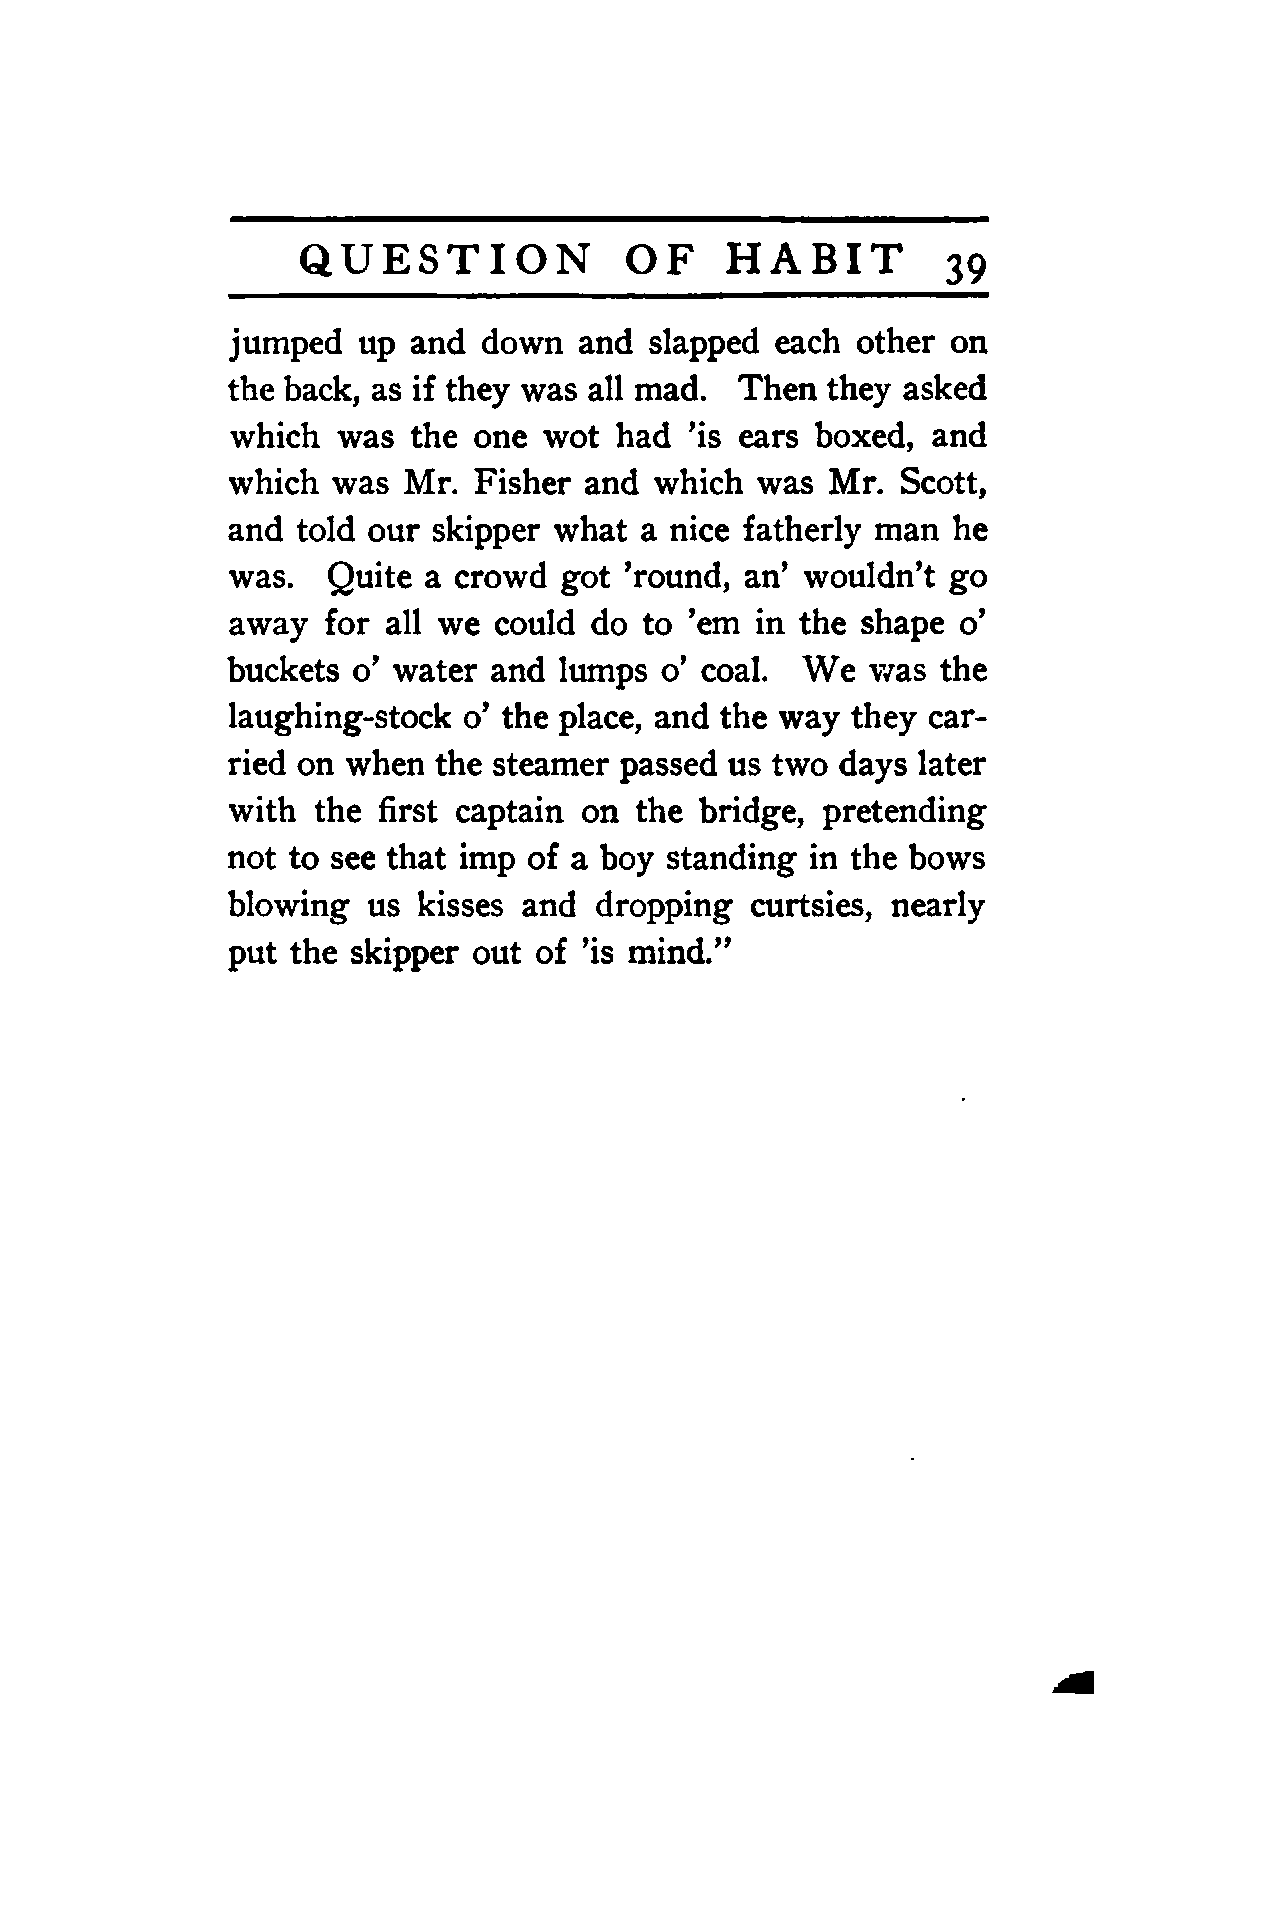 QUESTION OF HABIT 39
jumped up and down and slapped each other on
the back, as if they was all mad. Then they asked
which was the one wot had ’is ears boxed, and
which was Mr. Fisher and which was Mr. Scott,
and told our skipper what a nice fatherly man he
was. Quite a crowd got ’round, an’ wouldn’t go
away for all we could do to ’em in the shape o’
buckets o’ water and lumps o’ coal. We was the
laughing-stock o’ the place, and the way they car-
ried on when the steamer passed us two days later
with the first captain on the bridge, pretending
not to see that imp of a boy standing in the bows
blowing us kisses and dropping curtsies, nearly
put the skipper out of ’is mind.”